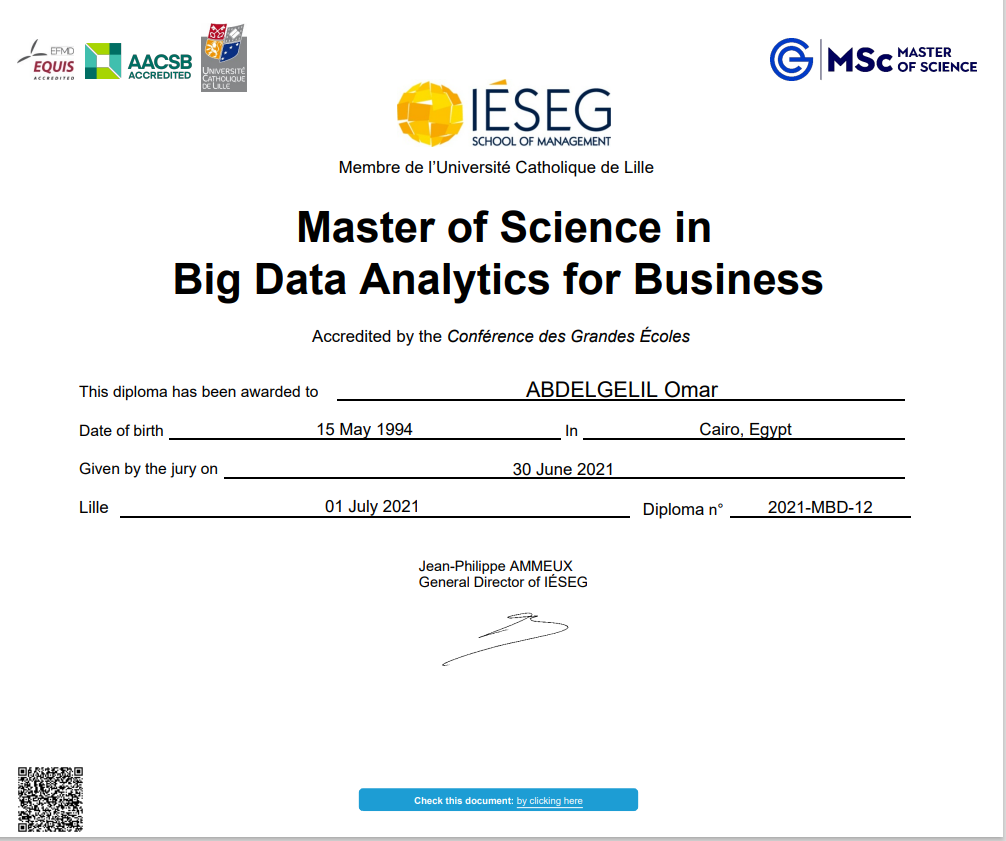 EFMD
EQUIS
ACCREDITED
AACSB
ACCREDITED
UNIVERSITÉ
CATHOLIQUE
DE LILLE
MSc MASTER
OF SCIENCE
IÉSEG
SCHOOL OF MANAGEMENT
Membre de l'Université Catholique de Lille
Master of Science in
Big Data Analytics for Business
Accredited by the Conférence des Grandes Écoles
This diploma has been awarded to ABDELGELIL Omar
Date of birth 15 May 1994 In Cairo, Egypt
Given by the jury on 30 June 2021
Lille 01 July 2021 Diploma n° 2021-MBD-12
Jean-Philippe AMMEUX
General Director of IÉSEG
Check this document: by clicking here